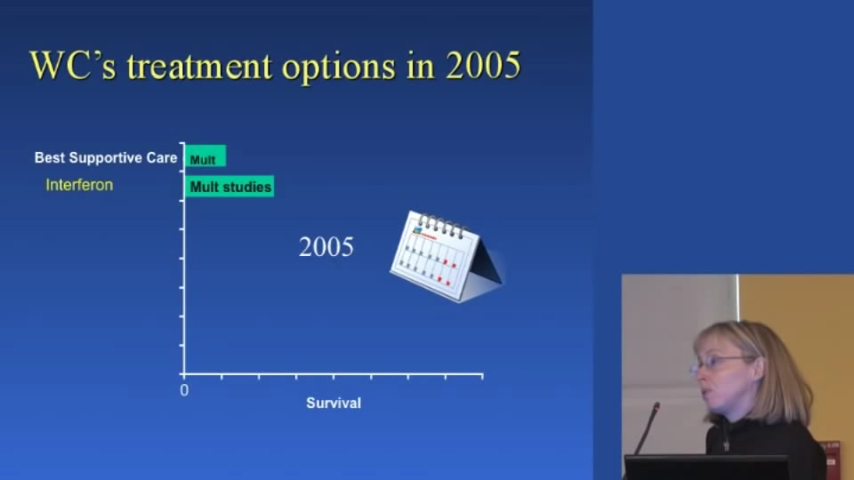 WC's treatment options in 2005
Best Supportive Care
Mult
Interferon
Mult studies
2005
0
Survival